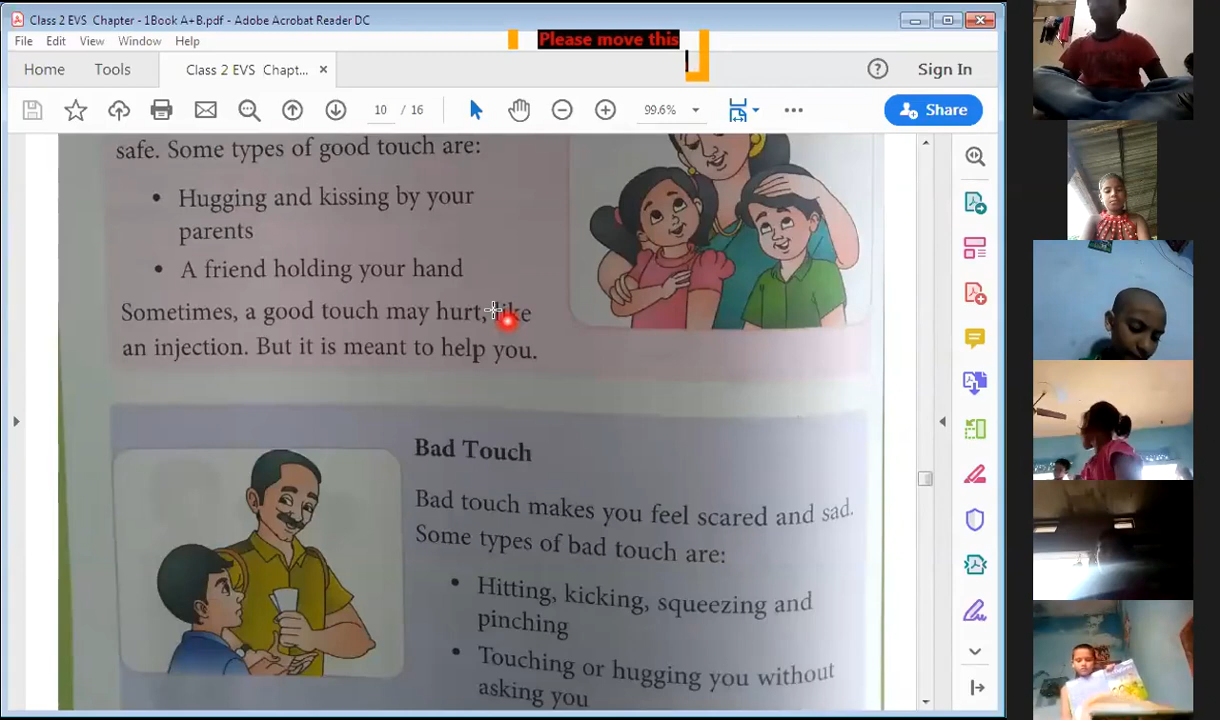 Class 2 EVS Chapter - 1Book A+B.pdf - Adobe Acrobat Reader DC
File Edit View Window Help
Please move this
Home Tools Class 2 EVS Chapt... Sign In
10 / 16 99.6% Share
safe. Some types of good touch are:
• Hugging and kissing by your
parents
• A friend holding your hand
Sometimes, a good touch may hurt, like
an injection. But it is meant to help you.
Bad Touch
Bad touch makes you feel scared and sad.
Some types of bad touch are:
• Hitting, kicking, squeezing and
pinching
• Touching or hugging you without
asking you